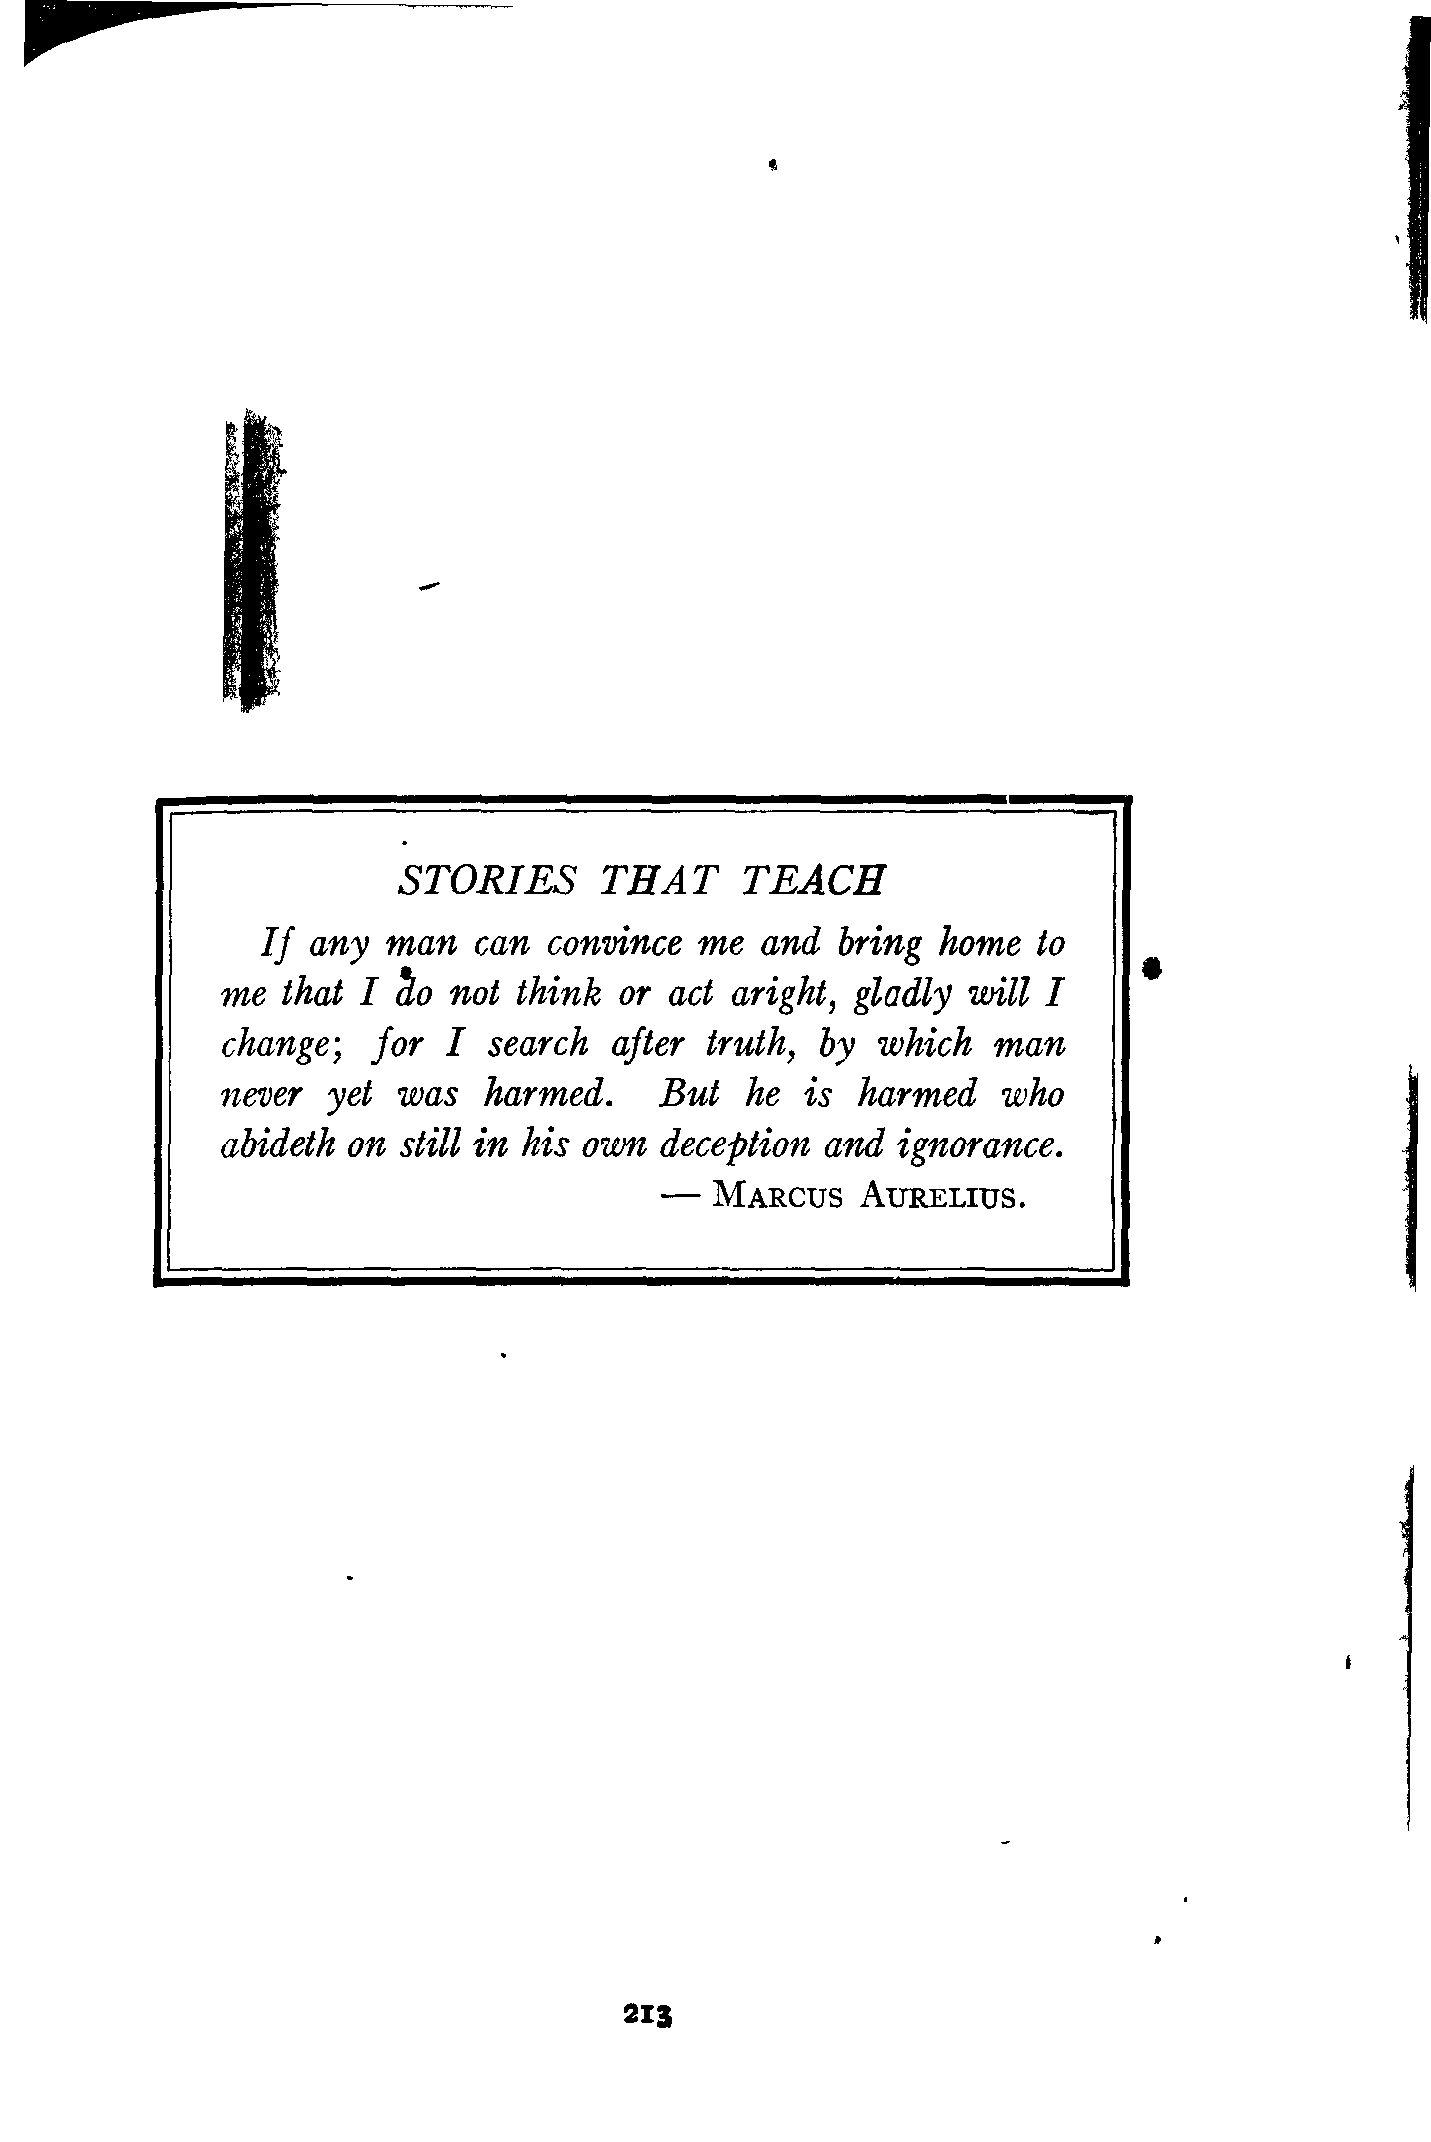 STORIES THAT TEACH
If any man can convince me and bring home to
me that I do not think or act aright, gladly will I
change; for I search after truth, by which man
never yet was harmed. But he is harmed who
abideth on still in his own deception and ignorance.
— MARCUS AURELIUS.
213